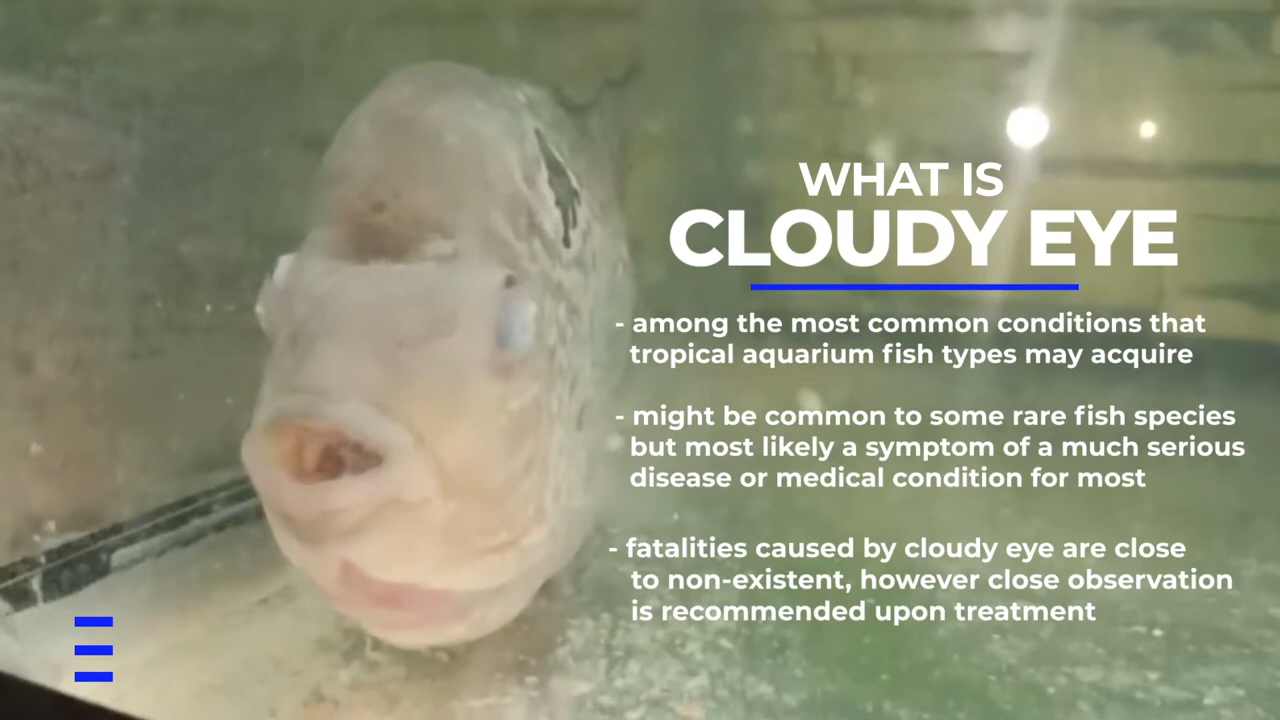 WHAT IS
CLOUDY EYE
- among the most common conditions that
tropical aquarium fish types may acquire
- might be common to some rare fish species
but most likely a symptom of a much serious
disease or medical condition for most
- fatalities caused by cloudy eye are close
to non-existent, however close observation
is recommended upon treatment